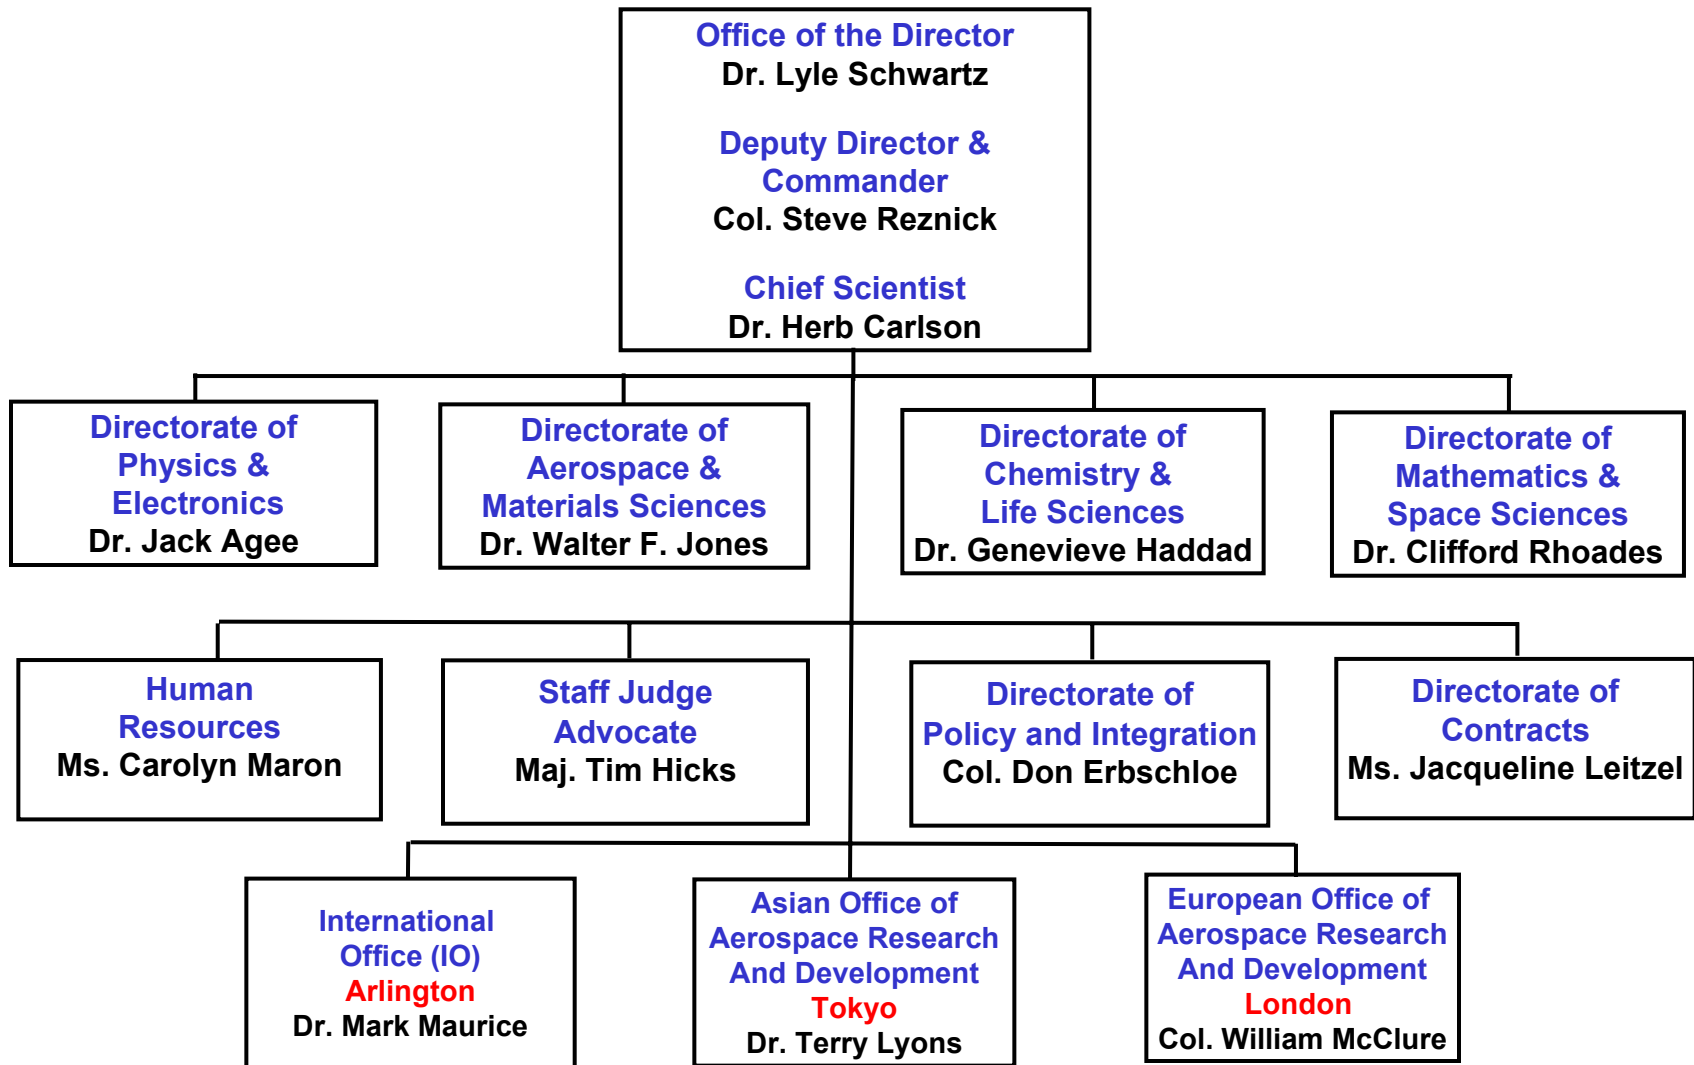 Office of the Director
Dr. Lyle Schwartz
Deputy Director &
Commander
Col. Steve Reznick
Chief Scientist
Dr. Herb Carlson
Directorate of
Physics &
Electronics
Dr. Jack Agee
Directorate of
Aerospace &
Materials Sciences
Dr. Walter F. Jones
Directorate of
Chemistry &
Life Sciences
Dr. Genevieve Haddad
Directorate of
Mathematics &
Space Sciences
Dr. Clifford Rhoades
Human
Resources
Ms. Carolyn Maron
Staff Judge
Advocate
Maj. Tim Hicks
Directorate of
Policy and Integration
Col. Don Erbschloe
Directorate of
Contracts
Ms. Jacqueline Leitzel
International
Office (IO)
Arlington
Dr. Mark Maurice
Asian Office of
Aerospace Research
And Development
Tokyo
Dr. Terry Lyons
European Office of
Aerospace Research
And Development
London
Col. William McClure